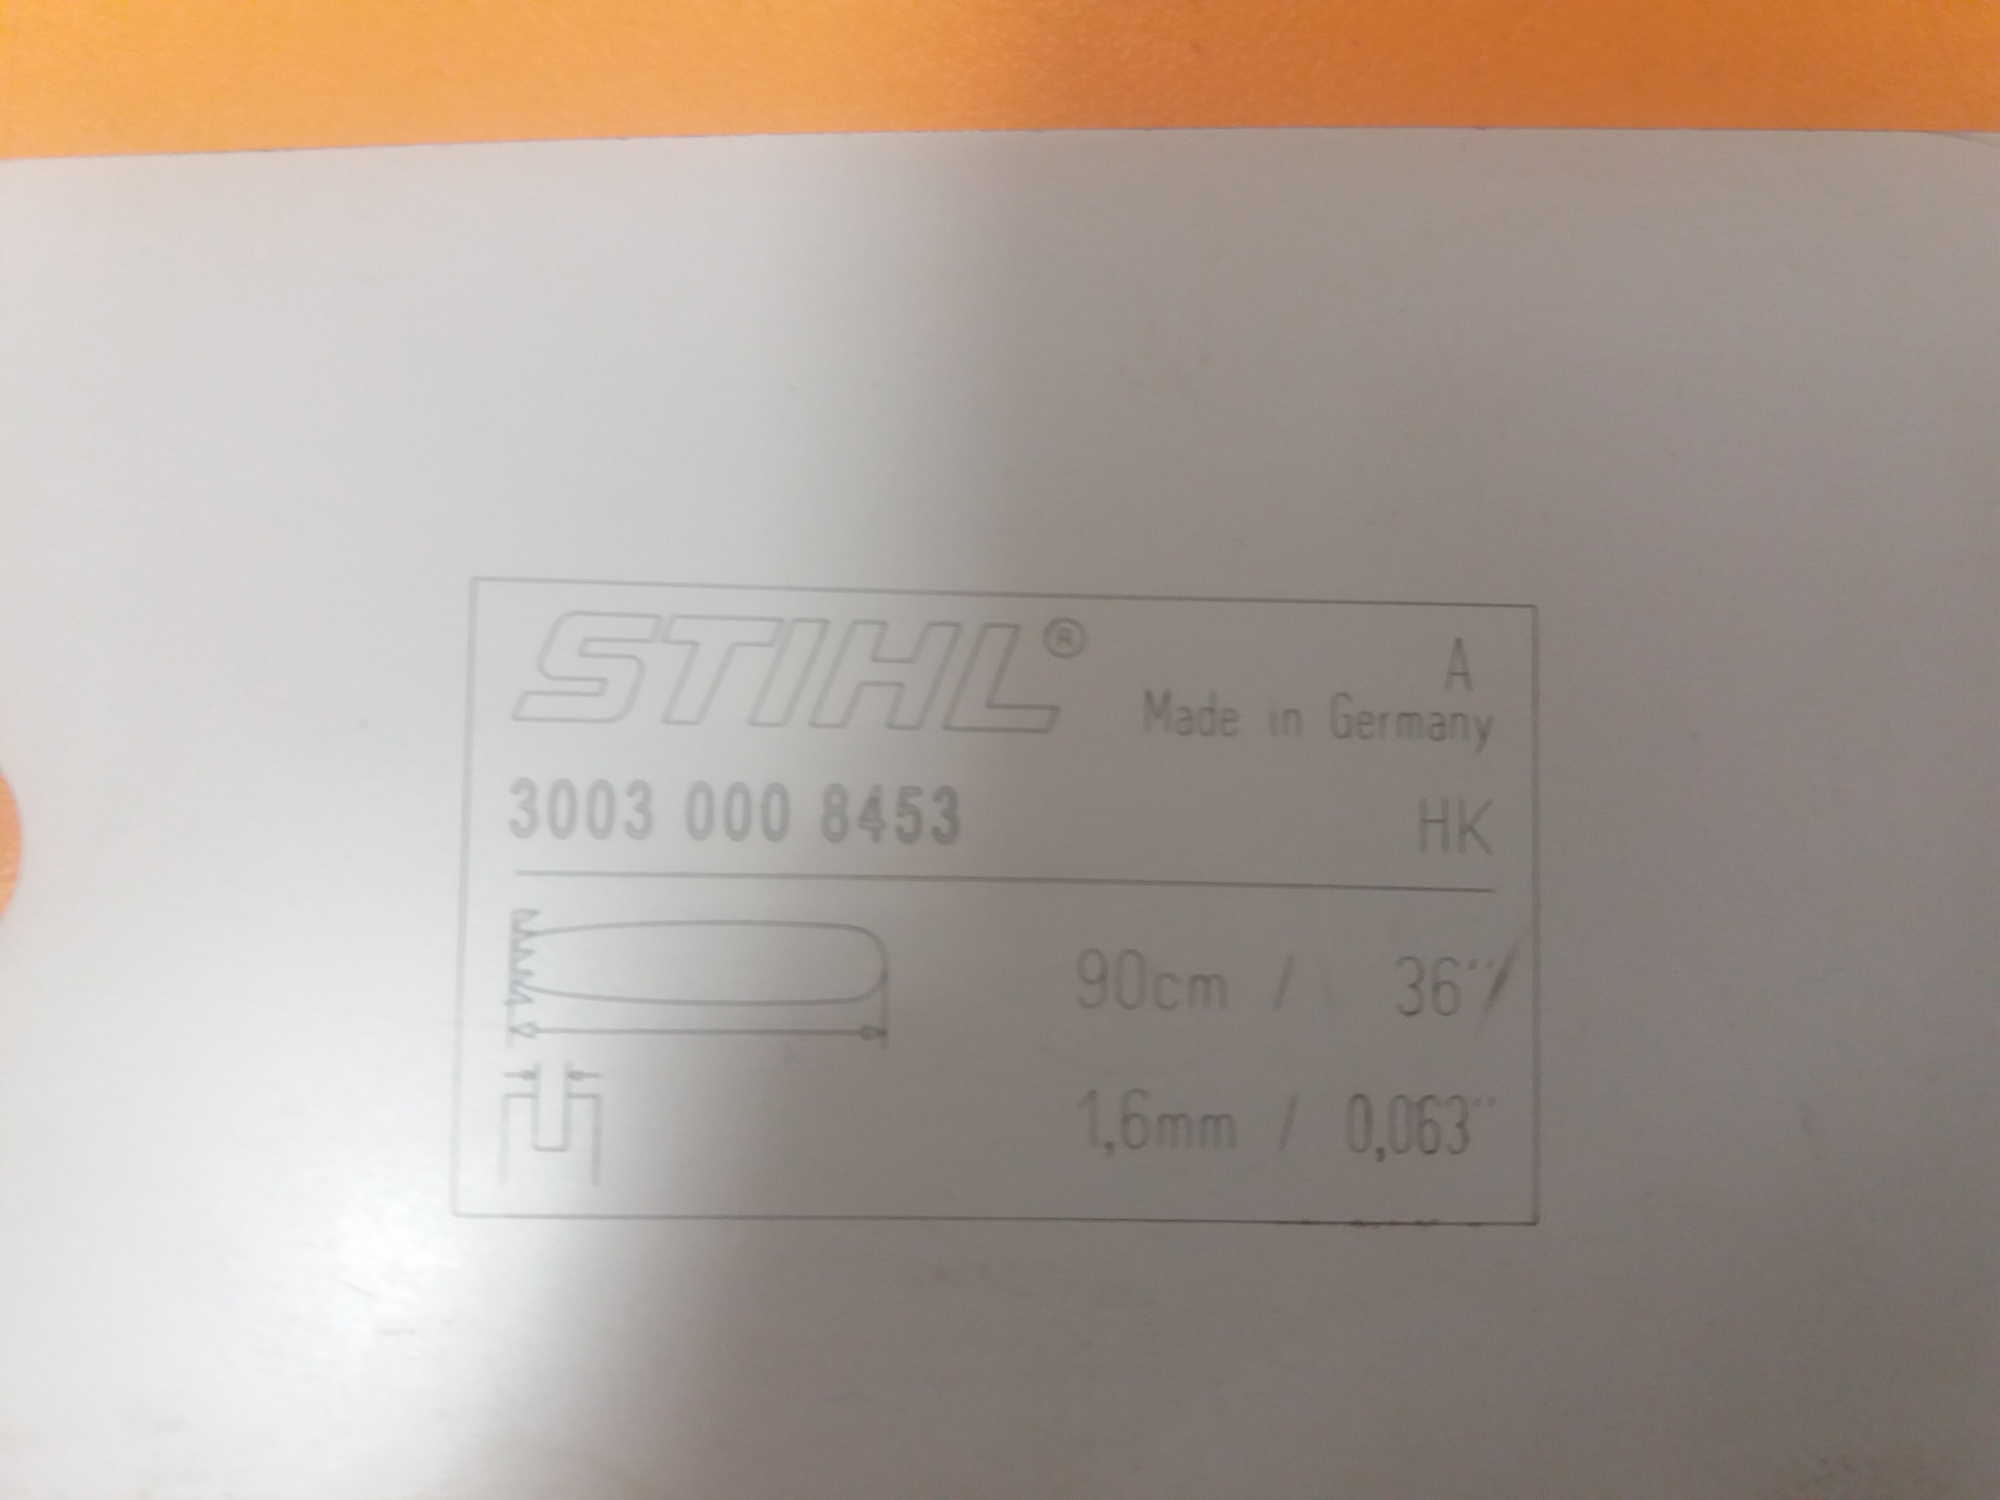 STIHL®
A
Made in Germany
3003 000 8453 HK
90cm / 36"
1,6mm / 0,063"